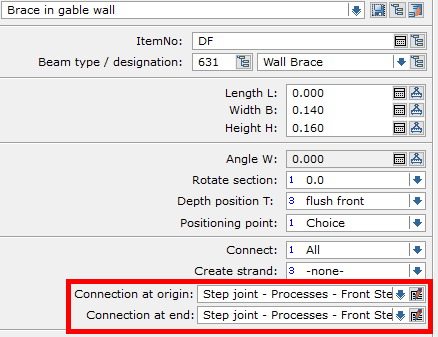 Brace in gable wall
ItemNo: DF
Beam type / designation: 631 Wall Brace
Length L: 0.000
Width B: 0.140
Height H: 0.160
Angle W: 0.000
Rotate section: 1 0.0
Depth position T: 3 flush front
Positioning point: 1 Choice
Connect: 1 All
Create strand: 3 -none-
Connection at origin: Step joint - Processes - Front Ste
Connection at end: Step joint - Processes - Front Ste